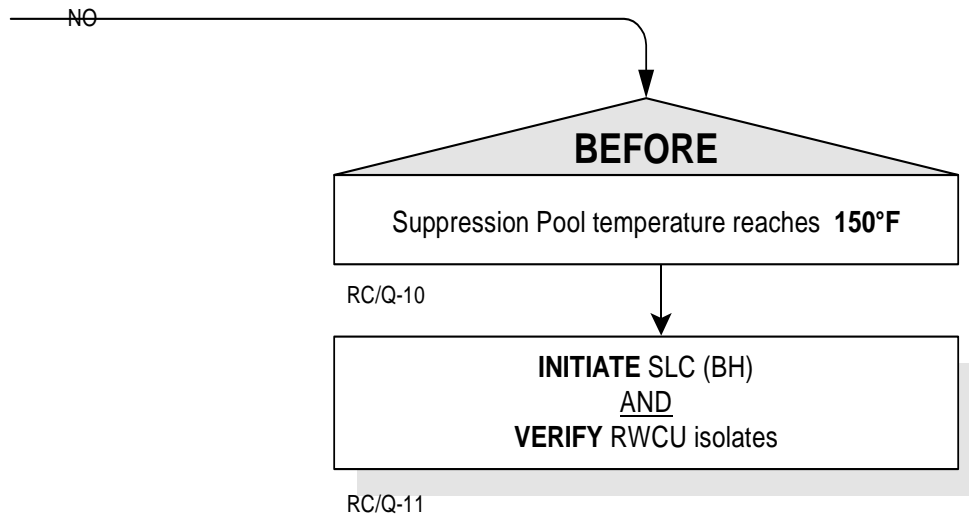 NO
BEFORE
Suppression Pool temperature reaches 150°F
RC/Q-10
INITIATE SLC (BH)
AND
VERIFY RWCU isolates
RC/Q-11